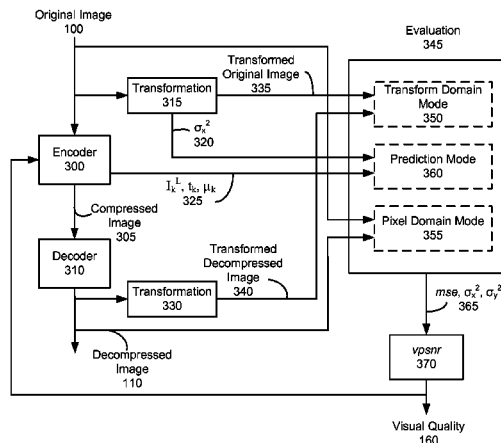 Original Image
100
Evaluation
345
Transformed
Original Image
335
Transformation
315
Transform Domain
Mode
350
σx²
320
Encoder
300
Prediction Mode
360
Ik^L, tk, μk
325
Compressed
Image
305
Pixel Domain Mode
355
Decoder
310
Transformed
Decompressed
Image
340
Transformation
330
mse, σx², σy²
365
Decompressed
Image
110
vpsnr
370
Visual Quality
160